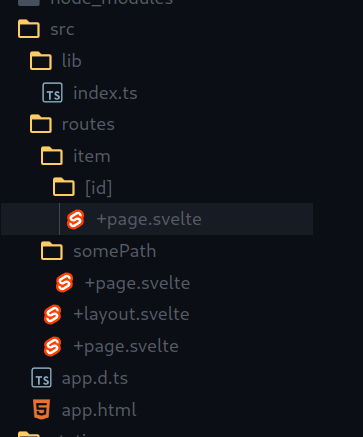 node_modules
src
lib
TS index.ts
routes
item
[id]
+page.svelte
somePath
+page.svelte
+layout.svelte
+page.svelte
TS app.d.ts
5 app.html